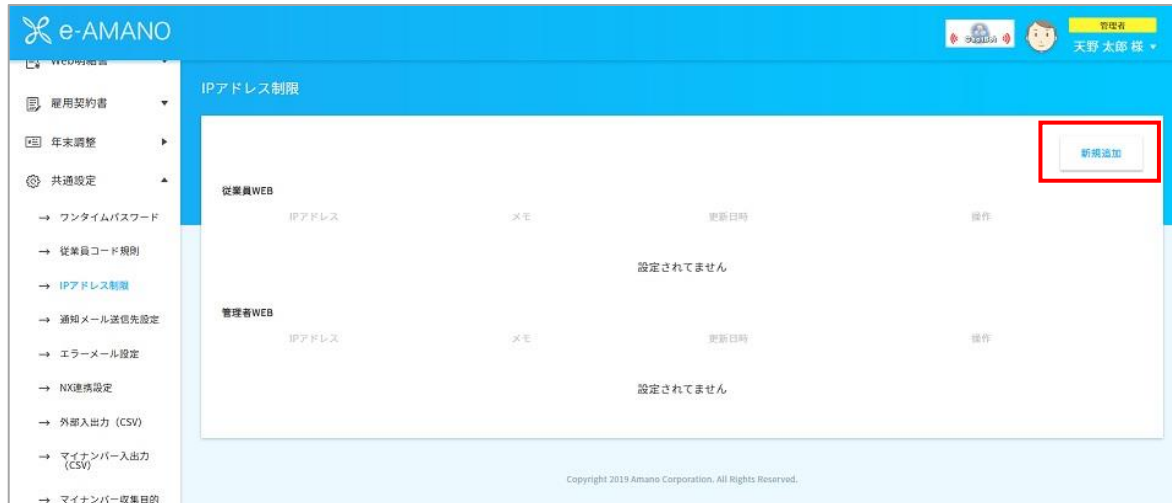 e-AMANO
管理者
天野 太郎 様
Web明細書
雇用契約書
年末調整
共通設定
→ ワンタイムパスワード
→ 従業員コード規則
→ IPアドレス制限
→ 通知メール送信先設定
→ エラーメール設定
→ NX連携設定
→ 外部入出力（CSV）
→ マイナンバー入出力
（CSV）
→ マイナンバー収集目的
IPアドレス制限
新規追加
従業員WEB
IPアドレス メモ 更新日時 操作
設定されてません
管理者WEB
IPアドレス メモ 更新日時 操作
設定されてません
Copyright 2019 Amano Corporation. All Rights Reserved.